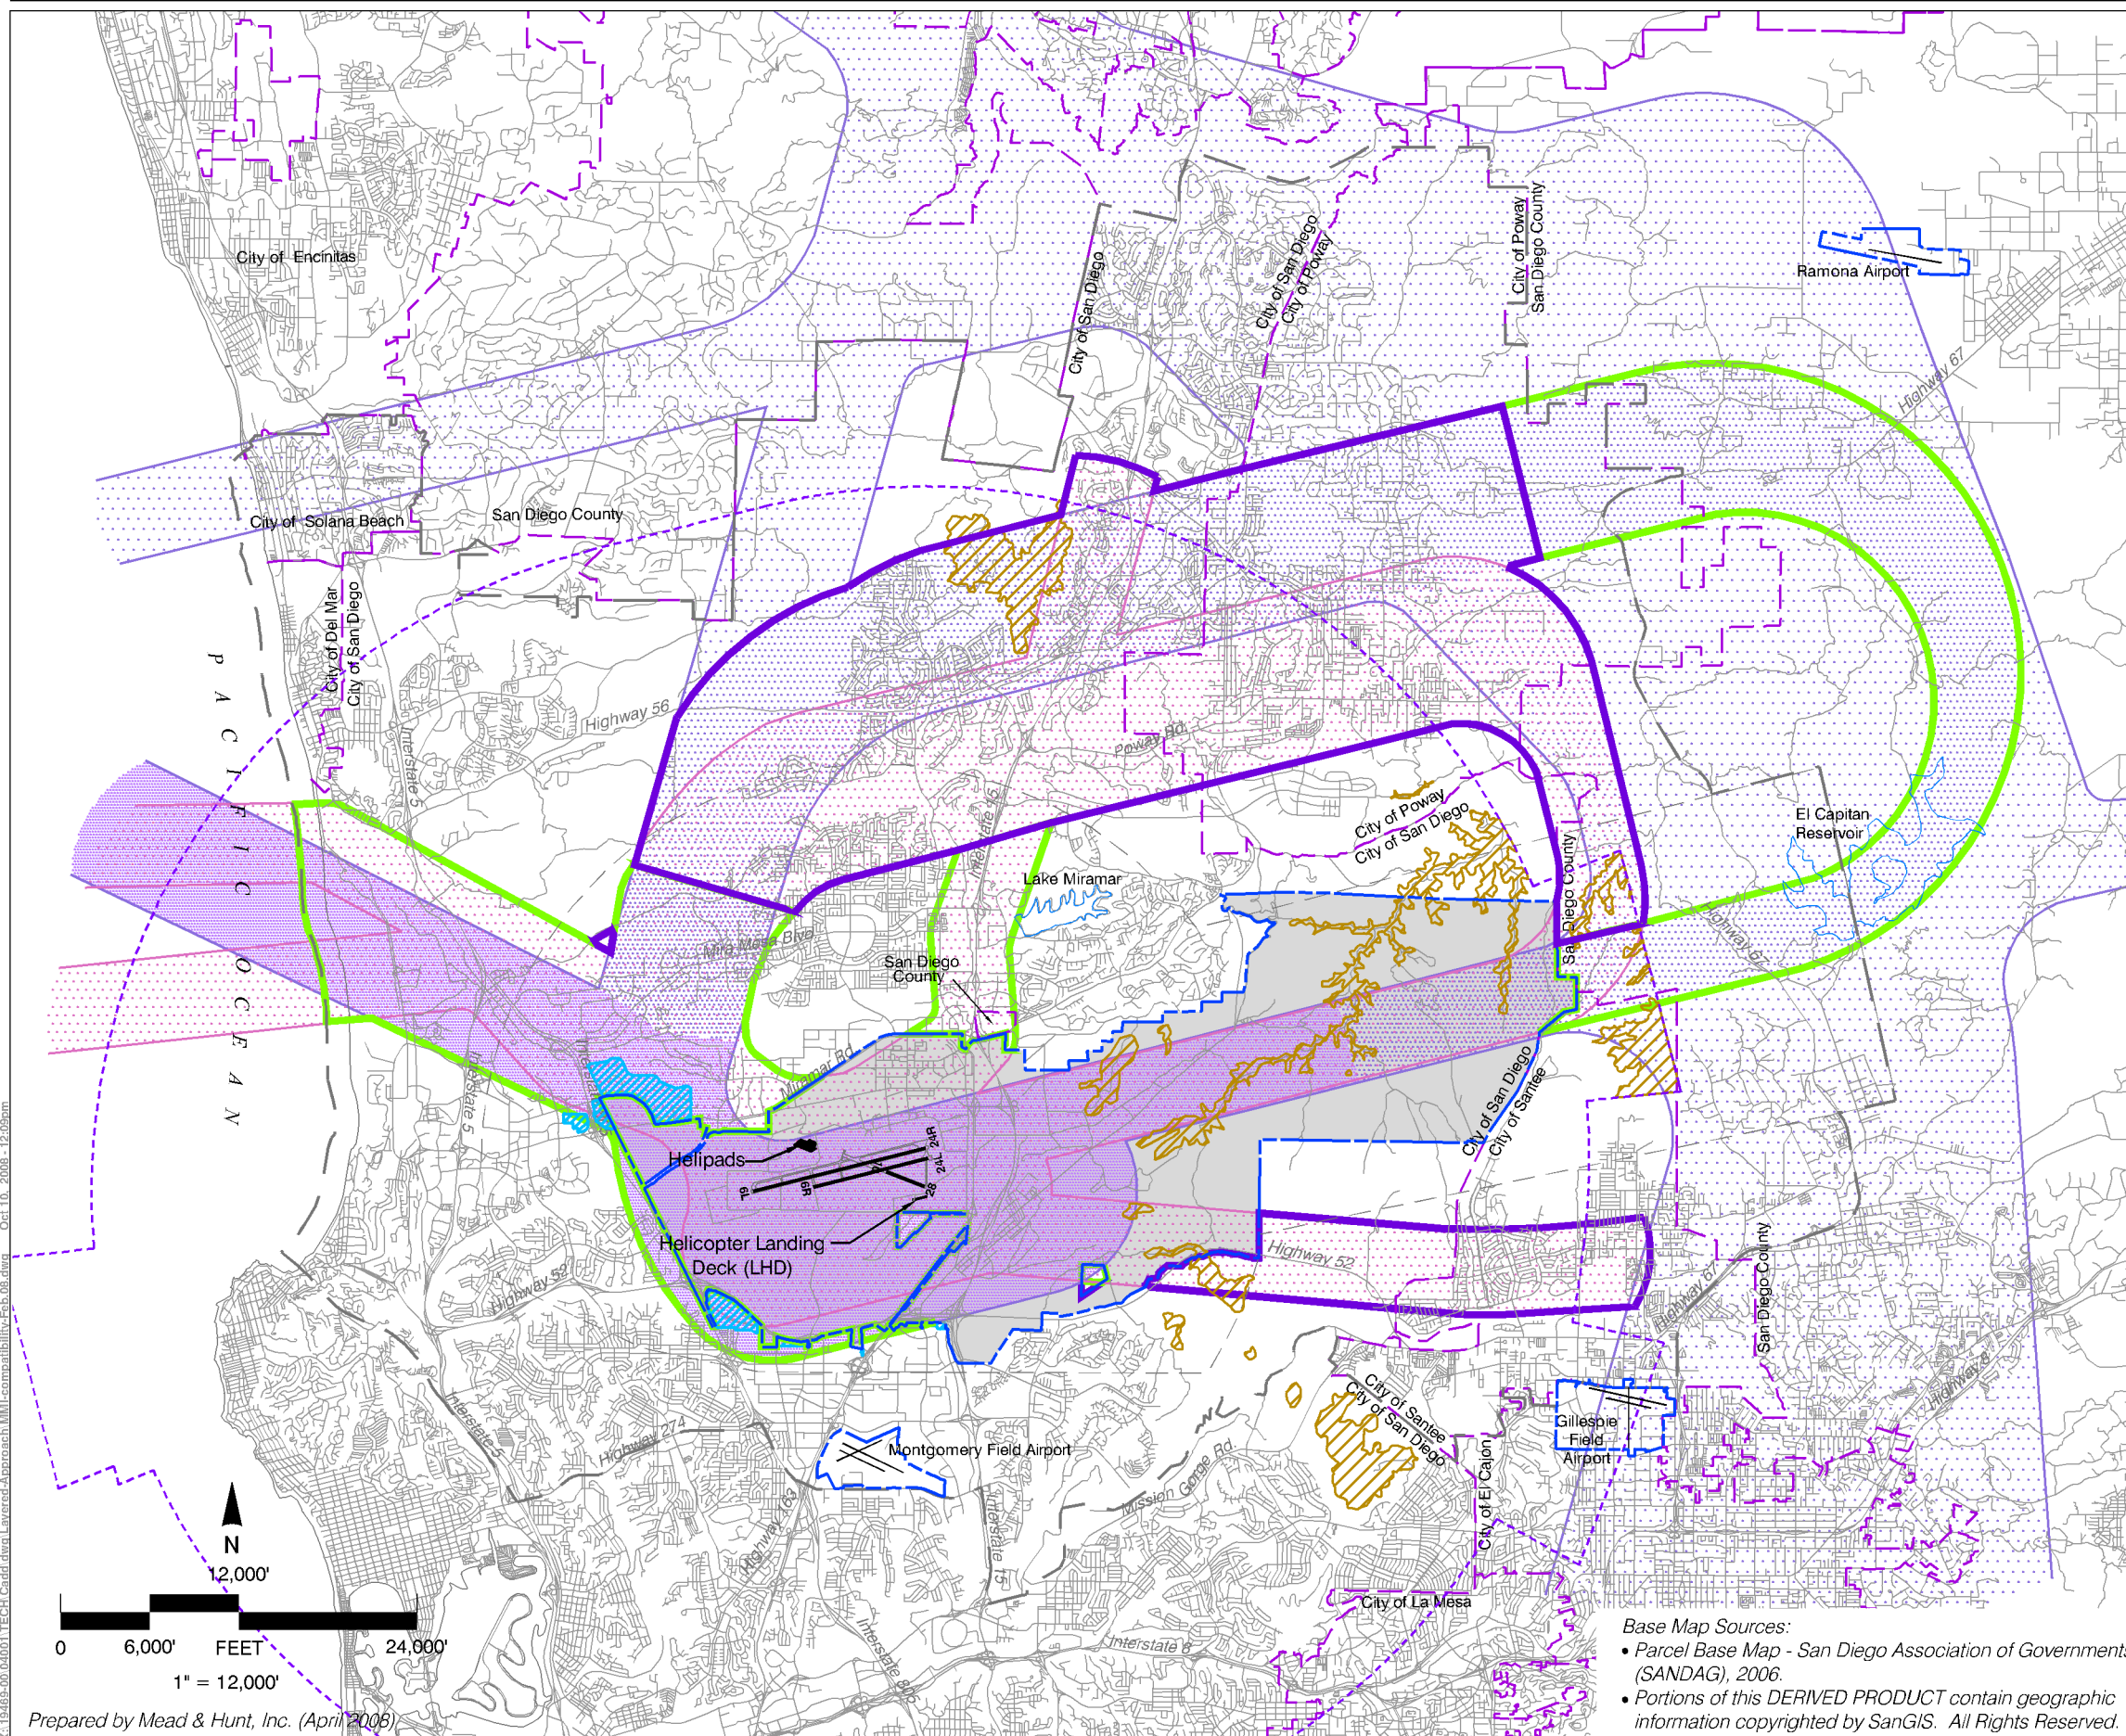 City of Encinitas
City of San Diego
City of San Diego
City of Poway
City of Poway
San Diego County
Ramona Airport
Highway 67
City of Solana Beach
San Diego County
City of Del Mar
City of San Diego
PACIFIC OCEAN
Interstate 5
Highway 56
Poway Rd
Interstate 15
City of Poway
City of San Diego
El Capitan
Reservoir
Lake Miramar
San Diego County
Mira Mesa Blvd
San Diego
County
Highway 67
Miramar Rd
Interstate 5
City of San Diego
City of Santee
Helipads
24R
24L
28
6L
6R
Helicopter Landing
Deck (LHD)
Highway 52
Highway 52
Highway 67
San Diego County
Highway 8
City of Santee
City of San Diego
Gillespie
Field
Airport
Interstate 5
Highway 274
Montgomery Field Airport
Mission Gorge Rd
City of El Cajon
Highway 163
Interstate 15
City of La Mesa
Interstate 8
Interstate 805
N
12,000'
0 6,000' FEET 24,000'
1" = 12,000'
Prepared by Mead & Hunt, Inc. (April 2008)
Base Map Sources:
• Parcel Base Map - San Diego Association of Governments
(SANDAG), 2006.
• Portions of this DERIVED PRODUCT contain geographic
information copyrighted by SanGIS. All Rights Reserved.